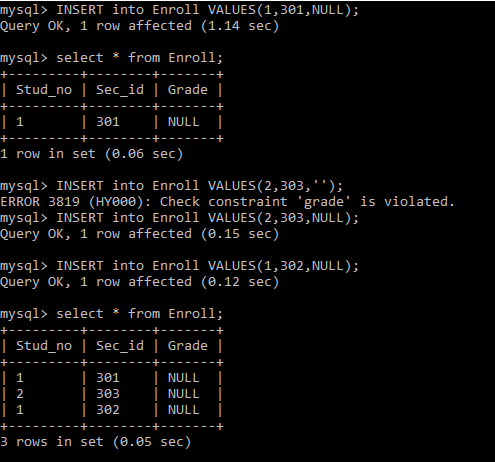 mysql> INSERT into Enroll VALUES(1,301,NULL);
Query OK, 1 row affected (1.14 sec)
mysql> select * from Enroll;
+---------+--------+-------+
| Stud_no | Sec_id | Grade |
+---------+--------+-------+
| 1       | 301    | NULL  |
+---------+--------+-------+
1 row in set (0.06 sec)
mysql> INSERT into Enroll VALUES(2,303,'');
ERROR 3819 (HY000): Check constraint 'grade' is violated.
mysql> INSERT into Enroll VALUES(2,303,NULL);
Query OK, 1 row affected (0.15 sec)
mysql> INSERT into Enroll VALUES(1,302,NULL);
Query OK, 1 row affected (0.12 sec)
mysql> select * from Enroll;
+---------+--------+-------+
| Stud_no | Sec_id | Grade |
+---------+--------+-------+
| 1       | 301    | NULL  |
| 2       | 303    | NULL  |
| 1       | 302    | NULL  |
+---------+--------+-------+
3 rows in set (0.05 sec)